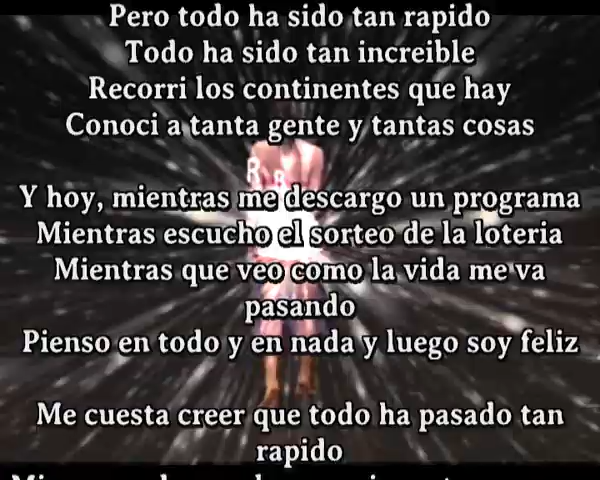 Pero todo ha sido tan rapido
Todo ha sido tan increible
Recorri los continentes que hay
Conoci a tanta gente y tantas cosas
Y hoy, mientras me descargo un programa
Mientras escucho el sorteo de la loteria
Mientras que veo como la vida me va
pasando
Pienso en todo y en nada y luego soy feliz
Me cuesta creer que todo ha pasado tan
rapido